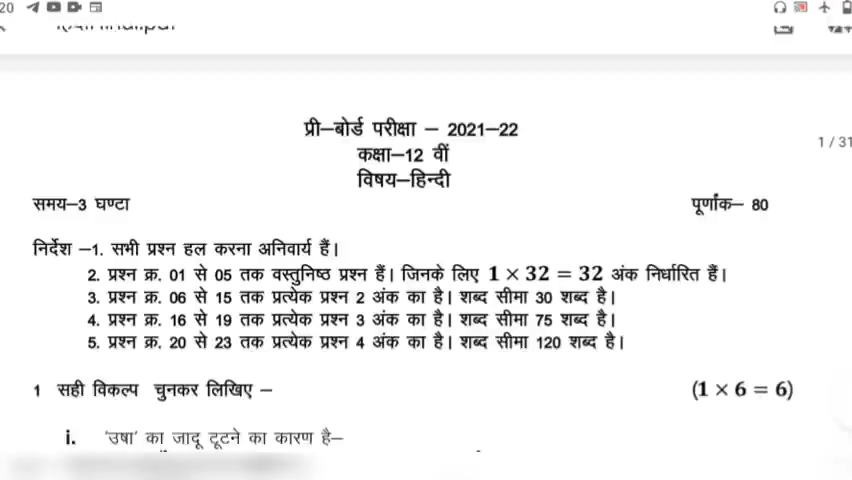 20
प्री–बोर्ड परीक्षा – 2021–22
1 / 31
कक्षा–12 वीं
विषय–हिन्दी
समय–3 घण्टा पूर्णांक– 80
निर्देश –1. सभी प्रश्न हल करना अनिवार्य हैं।
2. प्रश्न क्र. 01 से 05 तक वस्तुनिष्ठ प्रश्न हैं। जिनके लिए 1 × 32 = 32 अंक निर्धारित हैं।
3. प्रश्न क्र. 06 से 15 तक प्रत्येक प्रश्न 2 अंक का है। शब्द सीमा 30 शब्द है।
4. प्रश्न क्र. 16 से 19 तक प्रत्येक प्रश्न 3 अंक का है। शब्द सीमा 75 शब्द है।
5. प्रश्न क्र. 20 से 23 तक प्रत्येक प्रश्न 4 अंक का है। शब्द सीमा 120 शब्द है।
1 सही विकल्प चुनकर लिखिए – (1 × 6 = 6)
i. 'उषा' का जादू टूटने का कारण है–